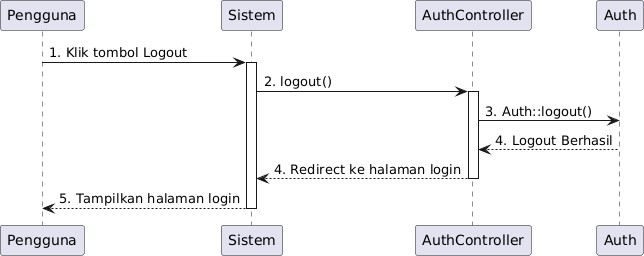 Pengguna Sistem AuthController Auth
1. Klik tombol Logout
2. logout()
3. Auth::logout()
4. Logout Berhasil
4. Redirect ke halaman login
5. Tampilkan halaman login
Pengguna Sistem AuthController Auth